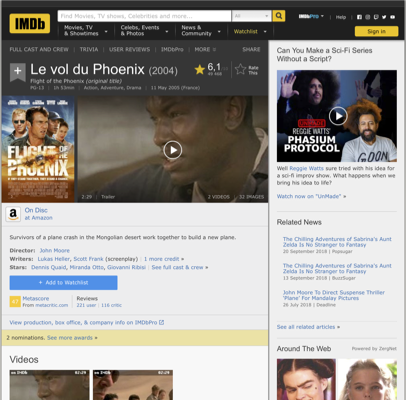 IMDb
Find Movies, TV shows, Celebrities and more...
All
IMDbPro
Help
Movies, TV & Showtimes
Celebs, Events & Photos
News & Community
Watchlist
Sign in
FULL CAST AND CREW | TRIVIA | USER REVIEWS | IMDbPro | MORE
SHARE
Le vol du Phoenix (2004)
Flight of the Phoenix (original title)
PG-13 | 1h 53min | Action, Adventure, Drama | 11 May 2005 (France)
6,1
Rate This
FLIGHT OF THE PHOENIX
2:29 | Trailer
2 VIDEOS | 32 IMAGES
On Disc
at Amazon
Survivors of a plane crash in the Mongolian desert work together to build a new plane.
Director: John Moore
Writers: Lukas Heller, Scott Frank (screenplay) | 1 more credit »
Stars: Dennis Quaid, Miranda Otto, Giovanni Ribisi | See full cast & crew »
+ Add to Watchlist
47
Metascore
From metacritic.com
Reviews
221 user | 116 critic
View production, box office, & company info on IMDbPro
2 nominations. See more awards »
Videos
Can You Make a Sci-Fi Series Without a Script?
REGGIE WATTS'
PHASIUM
PROTOCOL
Well Reggie Watts sure tried with his idea for a sci-fi improv show. What happens when we bring his idea to life?
Watch now on "UnMade" »
Related News
The Chilling Adventures of Sabrina's Aunt Zelda Is No Stranger to Fantasy
20 September 2018 | Popsugar
The Chilling Adventures of Sabrina's Aunt Zelda Is No Stranger to Fantasy
13 September 2018 | BuzzSugar
John Moore To Direct Suspense Thriller 'Plane' For Mandalay Pictures
26 July 2018 | Deadline
See all related articles »
Around The Web
Powered by ZergNet